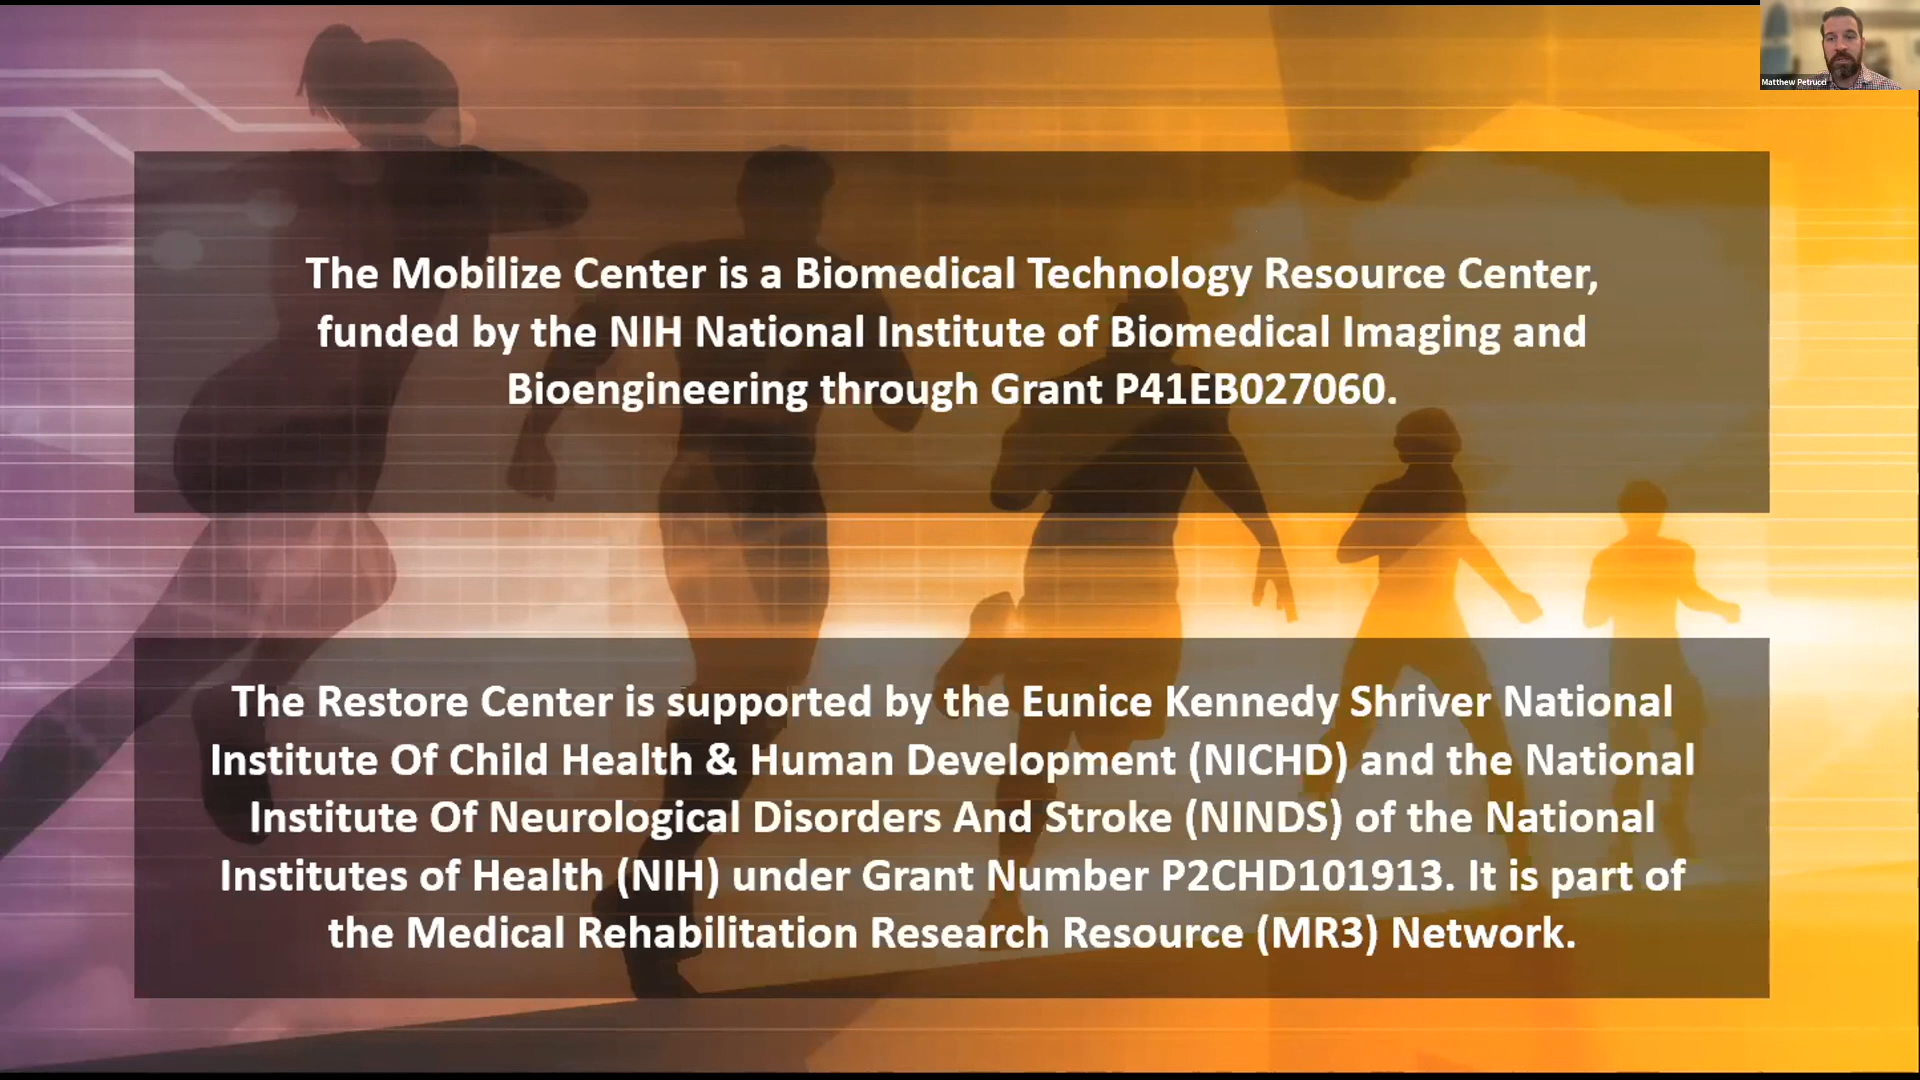 Matthew Petrucci
The Mobilize Center is a Biomedical Technology Resource Center,
funded by the NIH National Institute of Biomedical Imaging and
Bioengineering through Grant P41EB027060.
The Restore Center is supported by the Eunice Kennedy Shriver National
Institute Of Child Health & Human Development (NICHD) and the National
Institute Of Neurological Disorders And Stroke (NINDS) of the National
Institutes of Health (NIH) under Grant Number P2CHD101913. It is part of
the Medical Rehabilitation Research Resource (MR3) Network.